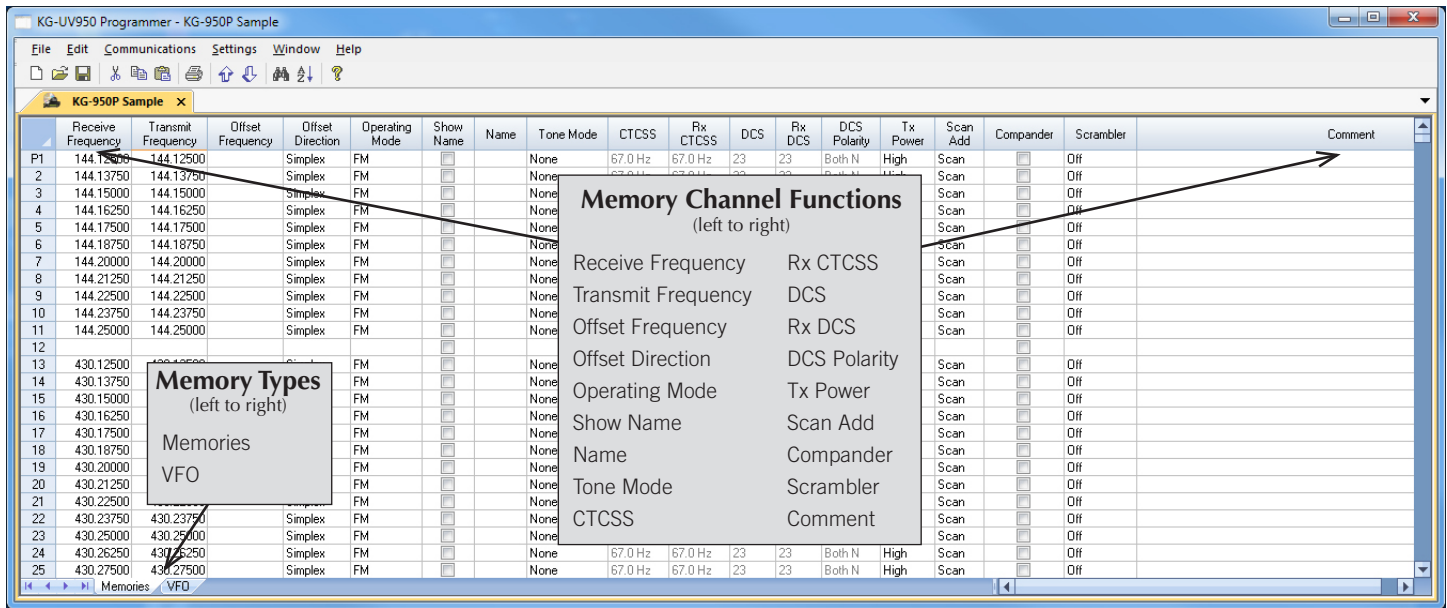 KG-UV950 Programmer - KG-950P Sample
File Edit Communications Settings Window Help
KG-950P Sample X
Receive Frequency Transmit Frequency Offset Frequency Offset Direction Operating Mode Show Name Name Tone Mode CTCSS Rx CTCSS DCS Rx DCS DCS Polarity Tx Power Scan Add Compander Scrambler Comment
P1 144.12500 144.12500 Simplex FM None 67.0 Hz 67.0 Hz 23 23 Both N High Scan Off
2 144.13750 144.13750 Simplex FM None 67.0 Hz 67.0 Hz 23 23 Both N High Scan Off
3 144.15000 144.15000 Simplex FM None Scan Off
4 144.16250 144.16250 Simplex FM None Scan Off
5 144.17500 144.17500 Simplex FM None Scan Off
6 144.18750 144.18750 Simplex FM None Scan Off
7 144.20000 144.20000 Simplex FM None Scan Off
8 144.21250 144.21250 Simplex FM None Scan Off
9 144.22500 144.22500 Simplex FM None Scan Off
10 144.23750 144.23750 Simplex FM None Scan Off
11 144.25000 144.25000 Simplex FM None Scan Off
12
13 430.12500 430.12500 Simplex FM None Scan Off
14 430.13750 FM None Scan Off
15 430.15000 FM None Scan Off
16 430.16250 FM None Scan Off
17 430.17500 FM None Scan Off
18 430.18750 FM None Scan Off
19 430.20000 FM None Scan Off
20 430.21250 FM None Scan Off
21 430.22500 FM None Scan Off
22 430.23750 430.23750 Simplex FM None Scan Off
23 430.25000 430.25000 Simplex FM None Scan Off
24 430.26250 430.26250 Simplex FM None 67.0 Hz 67.0 Hz 23 23 Both N High Scan Off
25 430.27500 430.27500 Simplex FM None 67.0 Hz 67.0 Hz 23 23 Both N High Scan Off
Memories VFO
Memory Types
(left to right)
Memories
VFO
Memory Channel Functions
(left to right)
Receive Frequency Rx CTCSS
Transmit Frequency DCS
Offset Frequency Rx DCS
Offset Direction DCS Polarity
Operating Mode Tx Power
Show Name Scan Add
Name Compander
Tone Mode Scrambler
CTCSS Comment